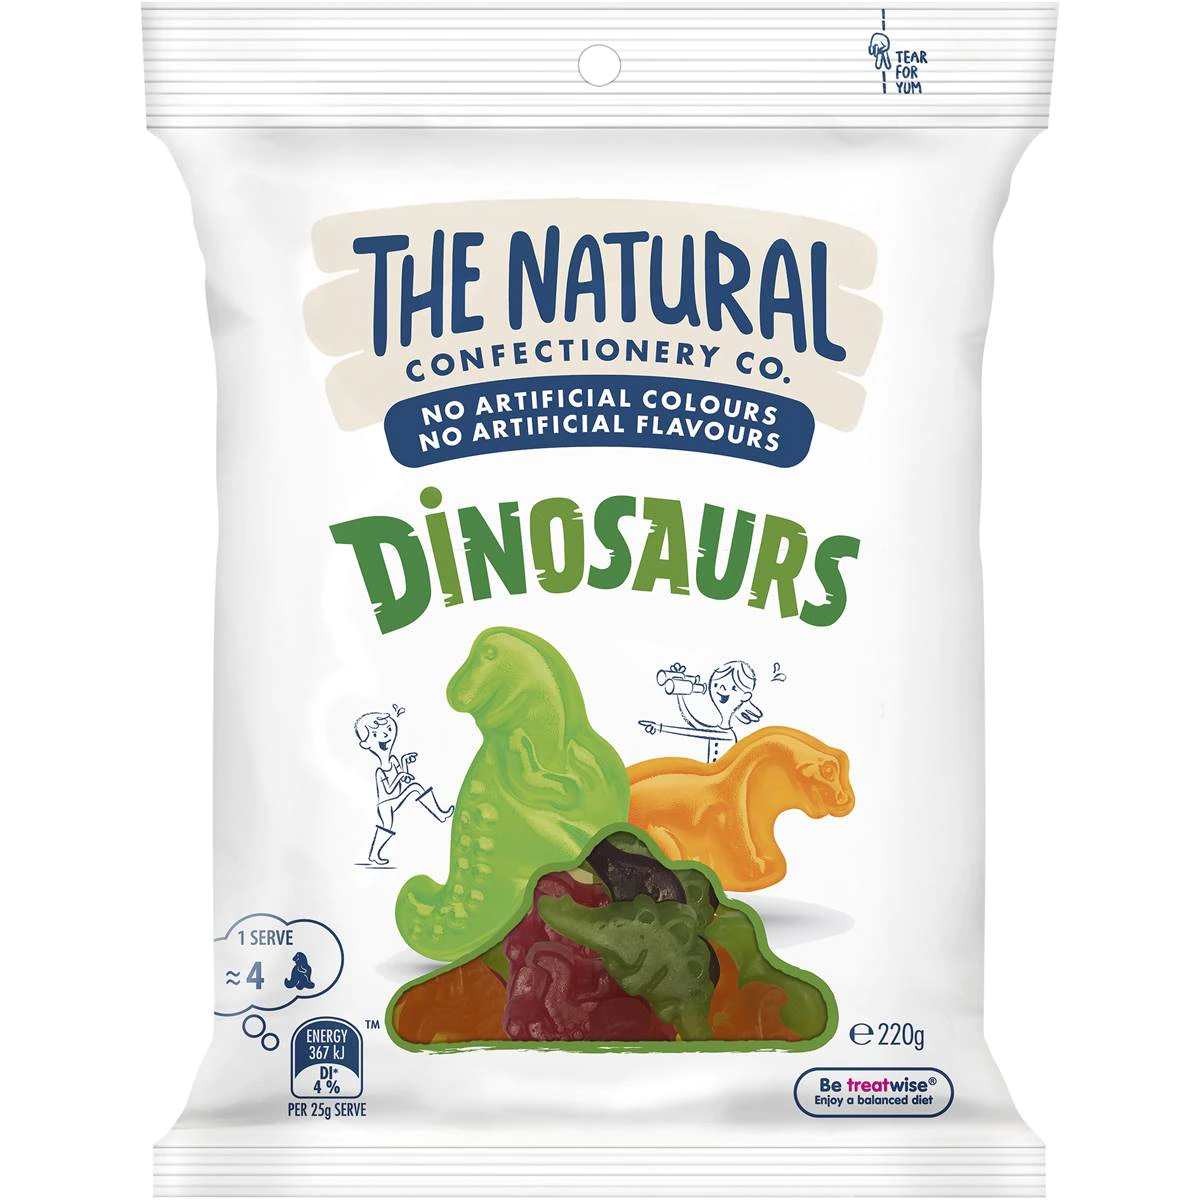 TEAR
FOR
YUM
THE NATURAL
CONFECTIONERY CO.
NO ARTIFICIAL COLOURS
NO ARTIFICIAL FLAVOURS
DiNOSAURS
1 SERVE
≈ 4
ENERGY
367 kJ
DI*
4 %
PER 25g SERVE
™
℮ 220g
Be treatwise®
Enjoy a balanced diet